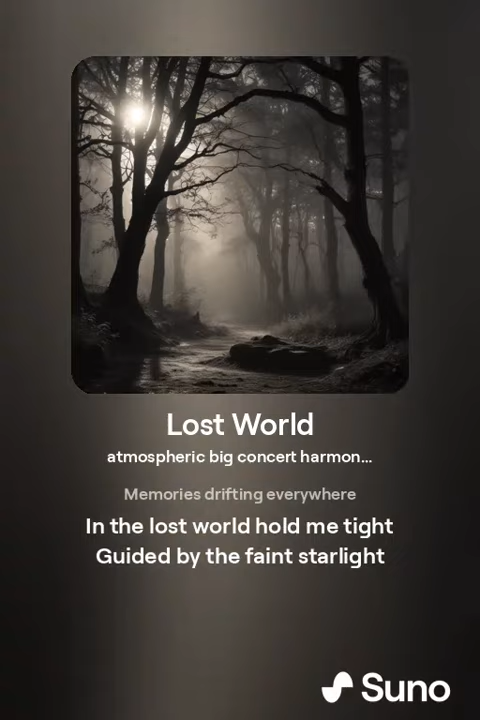 Lost World
atmospheric big concert harmon...
Memories drifting everywhere
In the lost world hold me tight
Guided by the faint starlight
Suno